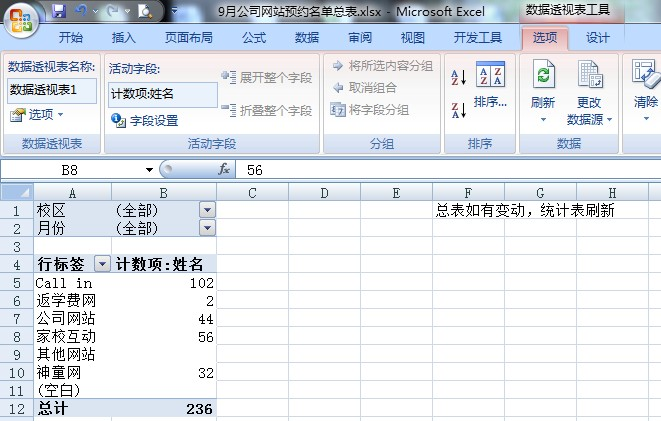 9月公司网站预约名单总表.xlsx - Microsoft Excel 数据透视表工具
开始 插入 页面布局 公式 数据 审阅 视图 开发工具 选项 设计
数据透视表名称:
数据透视表1
选项
数据透视表
活动字段:
计数项:姓名
字段设置
展开整个字段
折叠整个字段
活动字段
将所选内容分组
取消组合
将字段分组
分组
排序...
排序
刷新
更改
数据源
数据
清除
B8 fx 56
A B C D E F G H
1 校区 (全部) 总表如有变动，统计表刷新
2 月份 (全部)
3
4 行标签 计数项:姓名
5 Call in 102
6 返学费网 2
7 公司网站 44
8 家校互动 56
9 其他网站
10 神童网 32
11 (空白)
12 总计 236